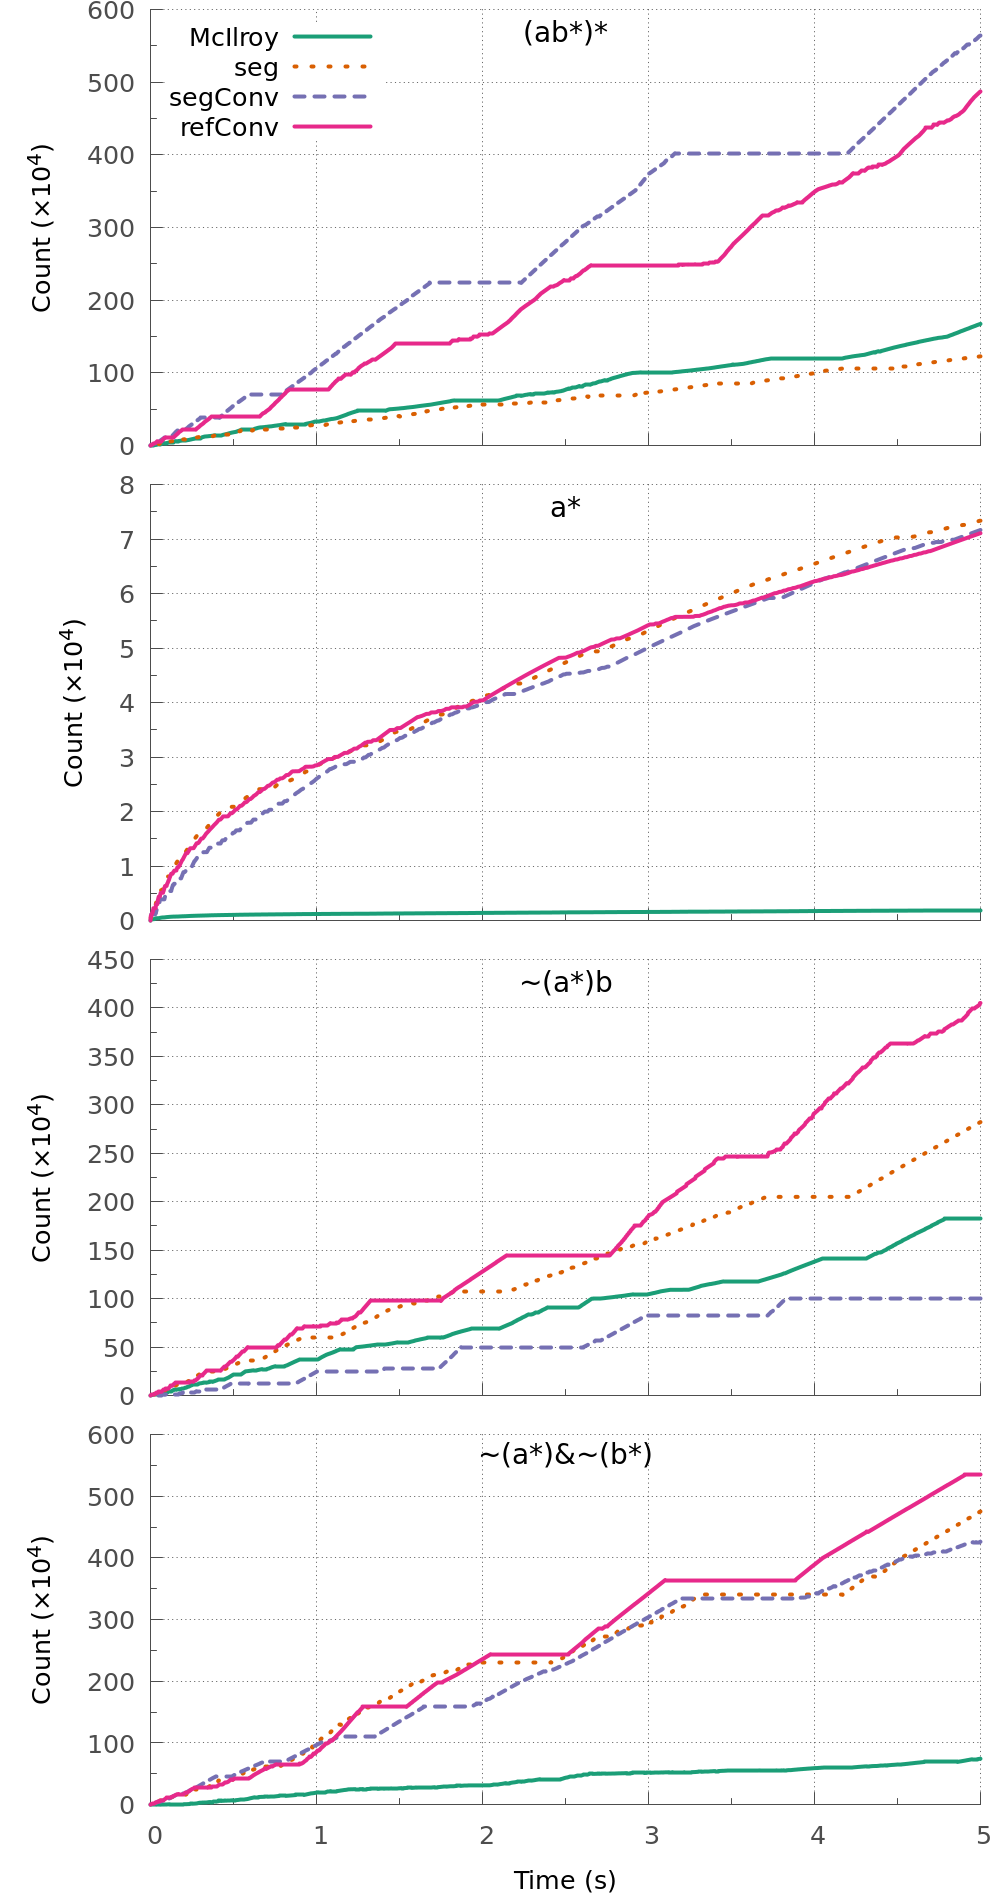 (ab*)*
McIlroy
seg
segConv
refConv
Count (×10⁴)
600
500
400
300
200
100
0
a*
Count (×10⁴)
8
7
6
5
4
3
2
1
0
~(a*)b
Count (×10⁴)
450
400
350
300
250
200
150
100
50
0
~(a*)&~(b*)
Count (×10⁴)
600
500
400
300
200
100
0
0 1 2 3 4 5
Time (s)